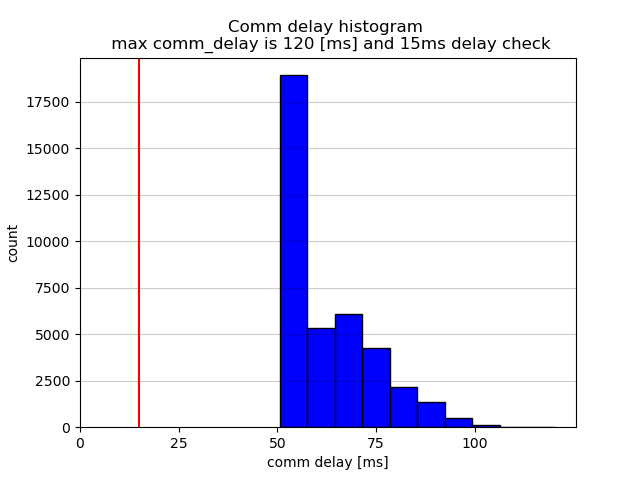 Comm delay histogram
max comm_delay is 120 [ms] and 15ms delay check
17500
15000
12500
10000
7500
5000
2500
0
count
0 25 50 75 100
comm delay [ms]